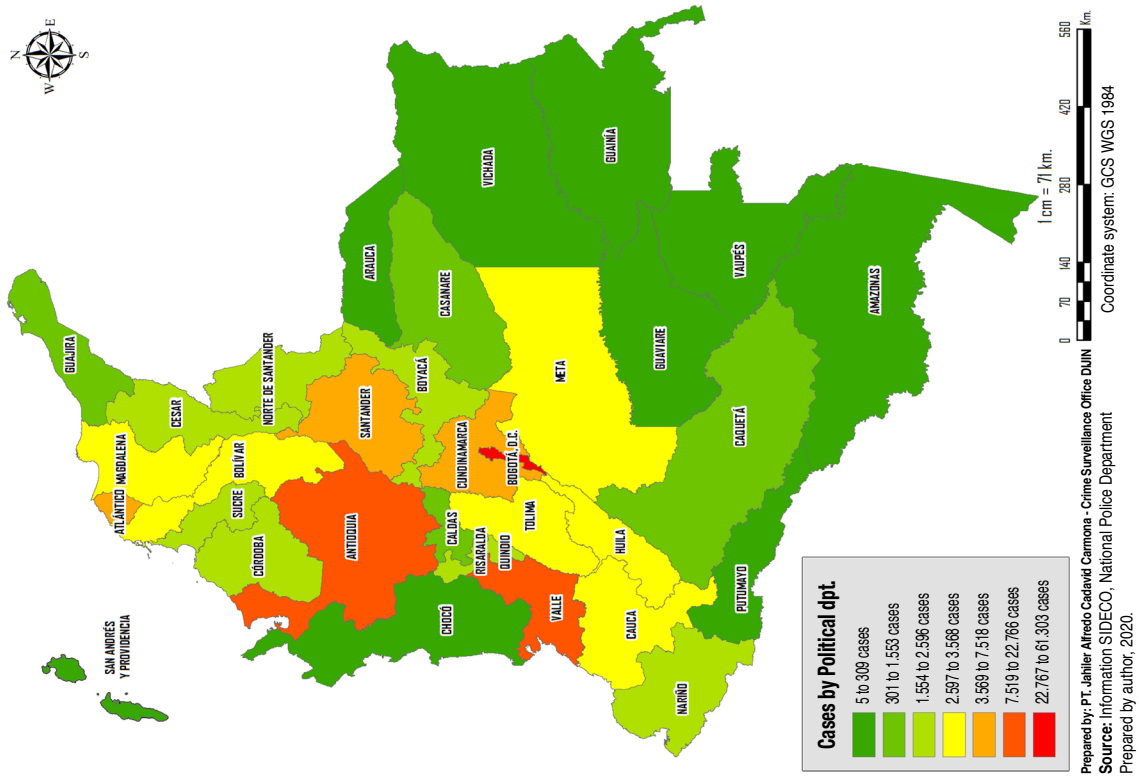 N
E
S
W
SAN ANDRÉS
Y PROVIDENCIA
GUAJIRA
ATLÁNTICO
MAGDALENA
CESAR
SUCRE
BOLÍVAR
NORTE DE SANTANDER
CÓRDOBA
ANTIOQUIA
SANTANDER
ARAUCA
CHOCÓ
CALDAS
BOYACÁ
CASANARE
VICHADA
RISARALDA
CUNDINAMARCA
QUINDIO
BOGOTÁ, D.C.
VALLE
TOLIMA
META
GUAINÍA
CAUCA
HUILA
GUAVIARE
NARIÑO
CAQUETÁ
VAUPÉS
PUTUMAYO
AMAZONAS
Cases by Political dpt.
5 to 309 cases
301 to 1.553 cases
1.554 to 2.596 cases
2.597 to 3.568 cases
3.569 to 7.518 cases
7.519 to 22.766 cases
22.767 to 61.303 cases
1 cm = 71 km.
0 70 140 280 420 560
Km.
Coordinate system: GCS WGS 1984
Prepared by: PT. Jahiler Alfredo Cadavid Carmona - Crime Surveillance Office DIJIN
Source: Information SIDECO, National Police Department
Prepared by author, 2020.